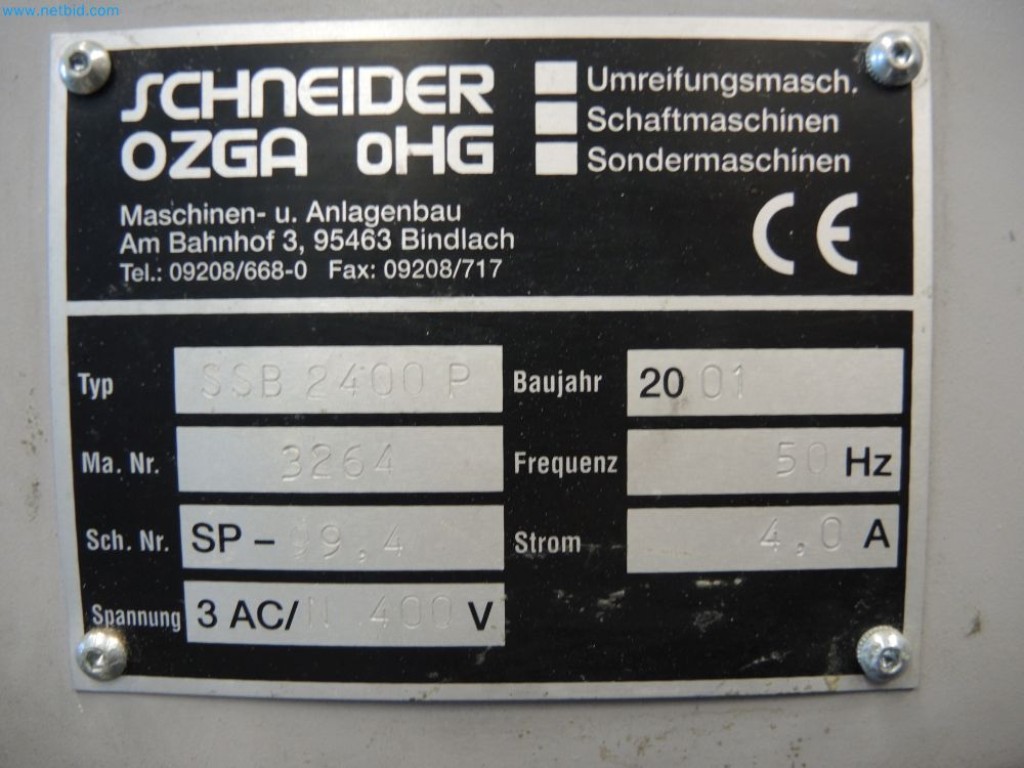 www.netbid.com
SCHNEIDER
OZGA OHG
Umreifungsmasch.
Schaftmaschinen
Sondermaschinen
Maschinen- u. Anlagenbau
Am Bahnhof 3, 95463 Bindlach
Tel.: 09208/668-0 Fax: 09208/717
CE
Typ SSB 2400 P Baujahr 2001
Ma. Nr. 3264 Frequenz 50 Hz
Sch. Nr. SP - 99,4 Strom 4,0 A
Spannung 3 AC/N 400 V